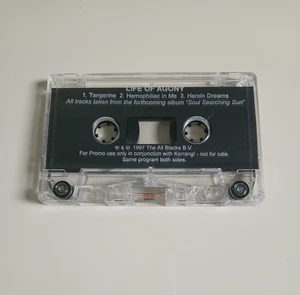 LIFE OF AGONY
1. Tangerine 2. Hemophiliac In Me 3. Heroin Dreams
All tracks taken from the forthcoming album "Soul Searching Sun"
℗ & © 1997 The All Blacks B.V.
For Promo use only in conjunction with Kerrang! - not for sale.
Same program both sides.